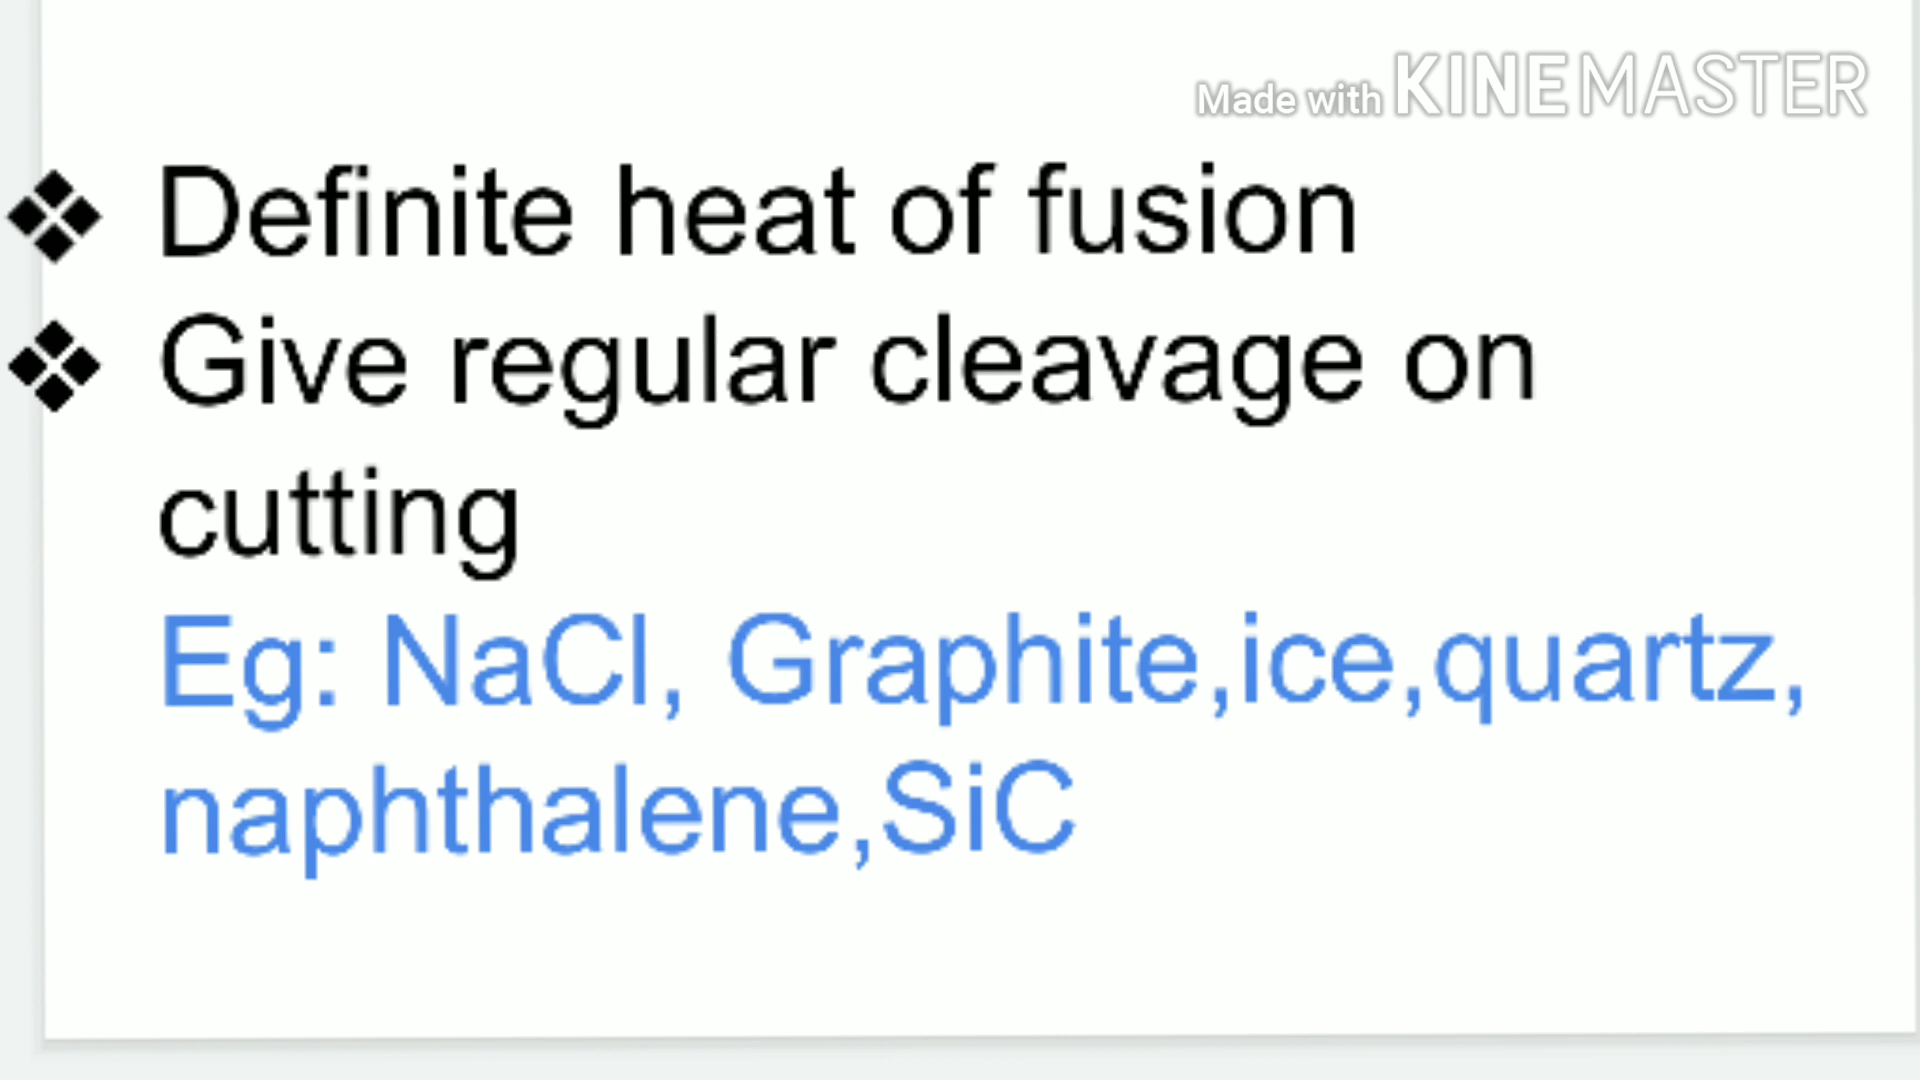 Made with KINEMASTER
❖ Definite heat of fusion
❖ Give regular cleavage on
cutting
Eg: NaCl, Graphite,ice,quartz,
naphthalene,SiC